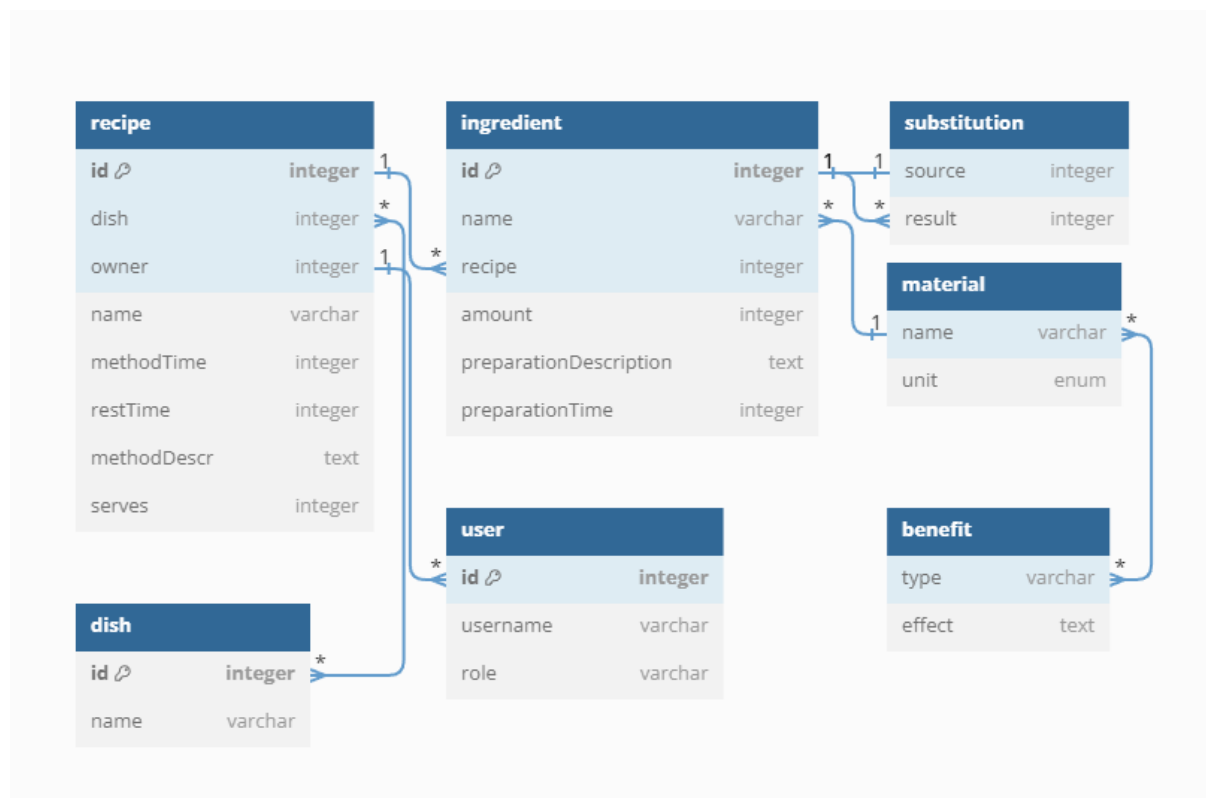 recipe
id integer
dish integer
owner integer
name varchar
methodTime integer
restTime integer
methodDescr text
serves integer
1
*
1
*
ingredient
id integer
name varchar
recipe integer
amount integer
preparationDescription text
preparationTime integer
1
*
1
*
1
substitution
source integer
result integer
material
name varchar
unit enum
*
user
id integer
username varchar
role varchar
*
benefit
type varchar
effect text
*
dish
id integer
name varchar
*